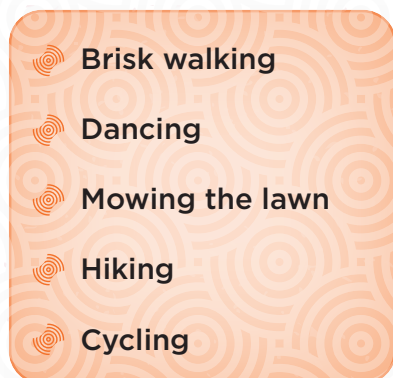 Brisk walking
Dancing
Mowing the lawn
Hiking
Cycling